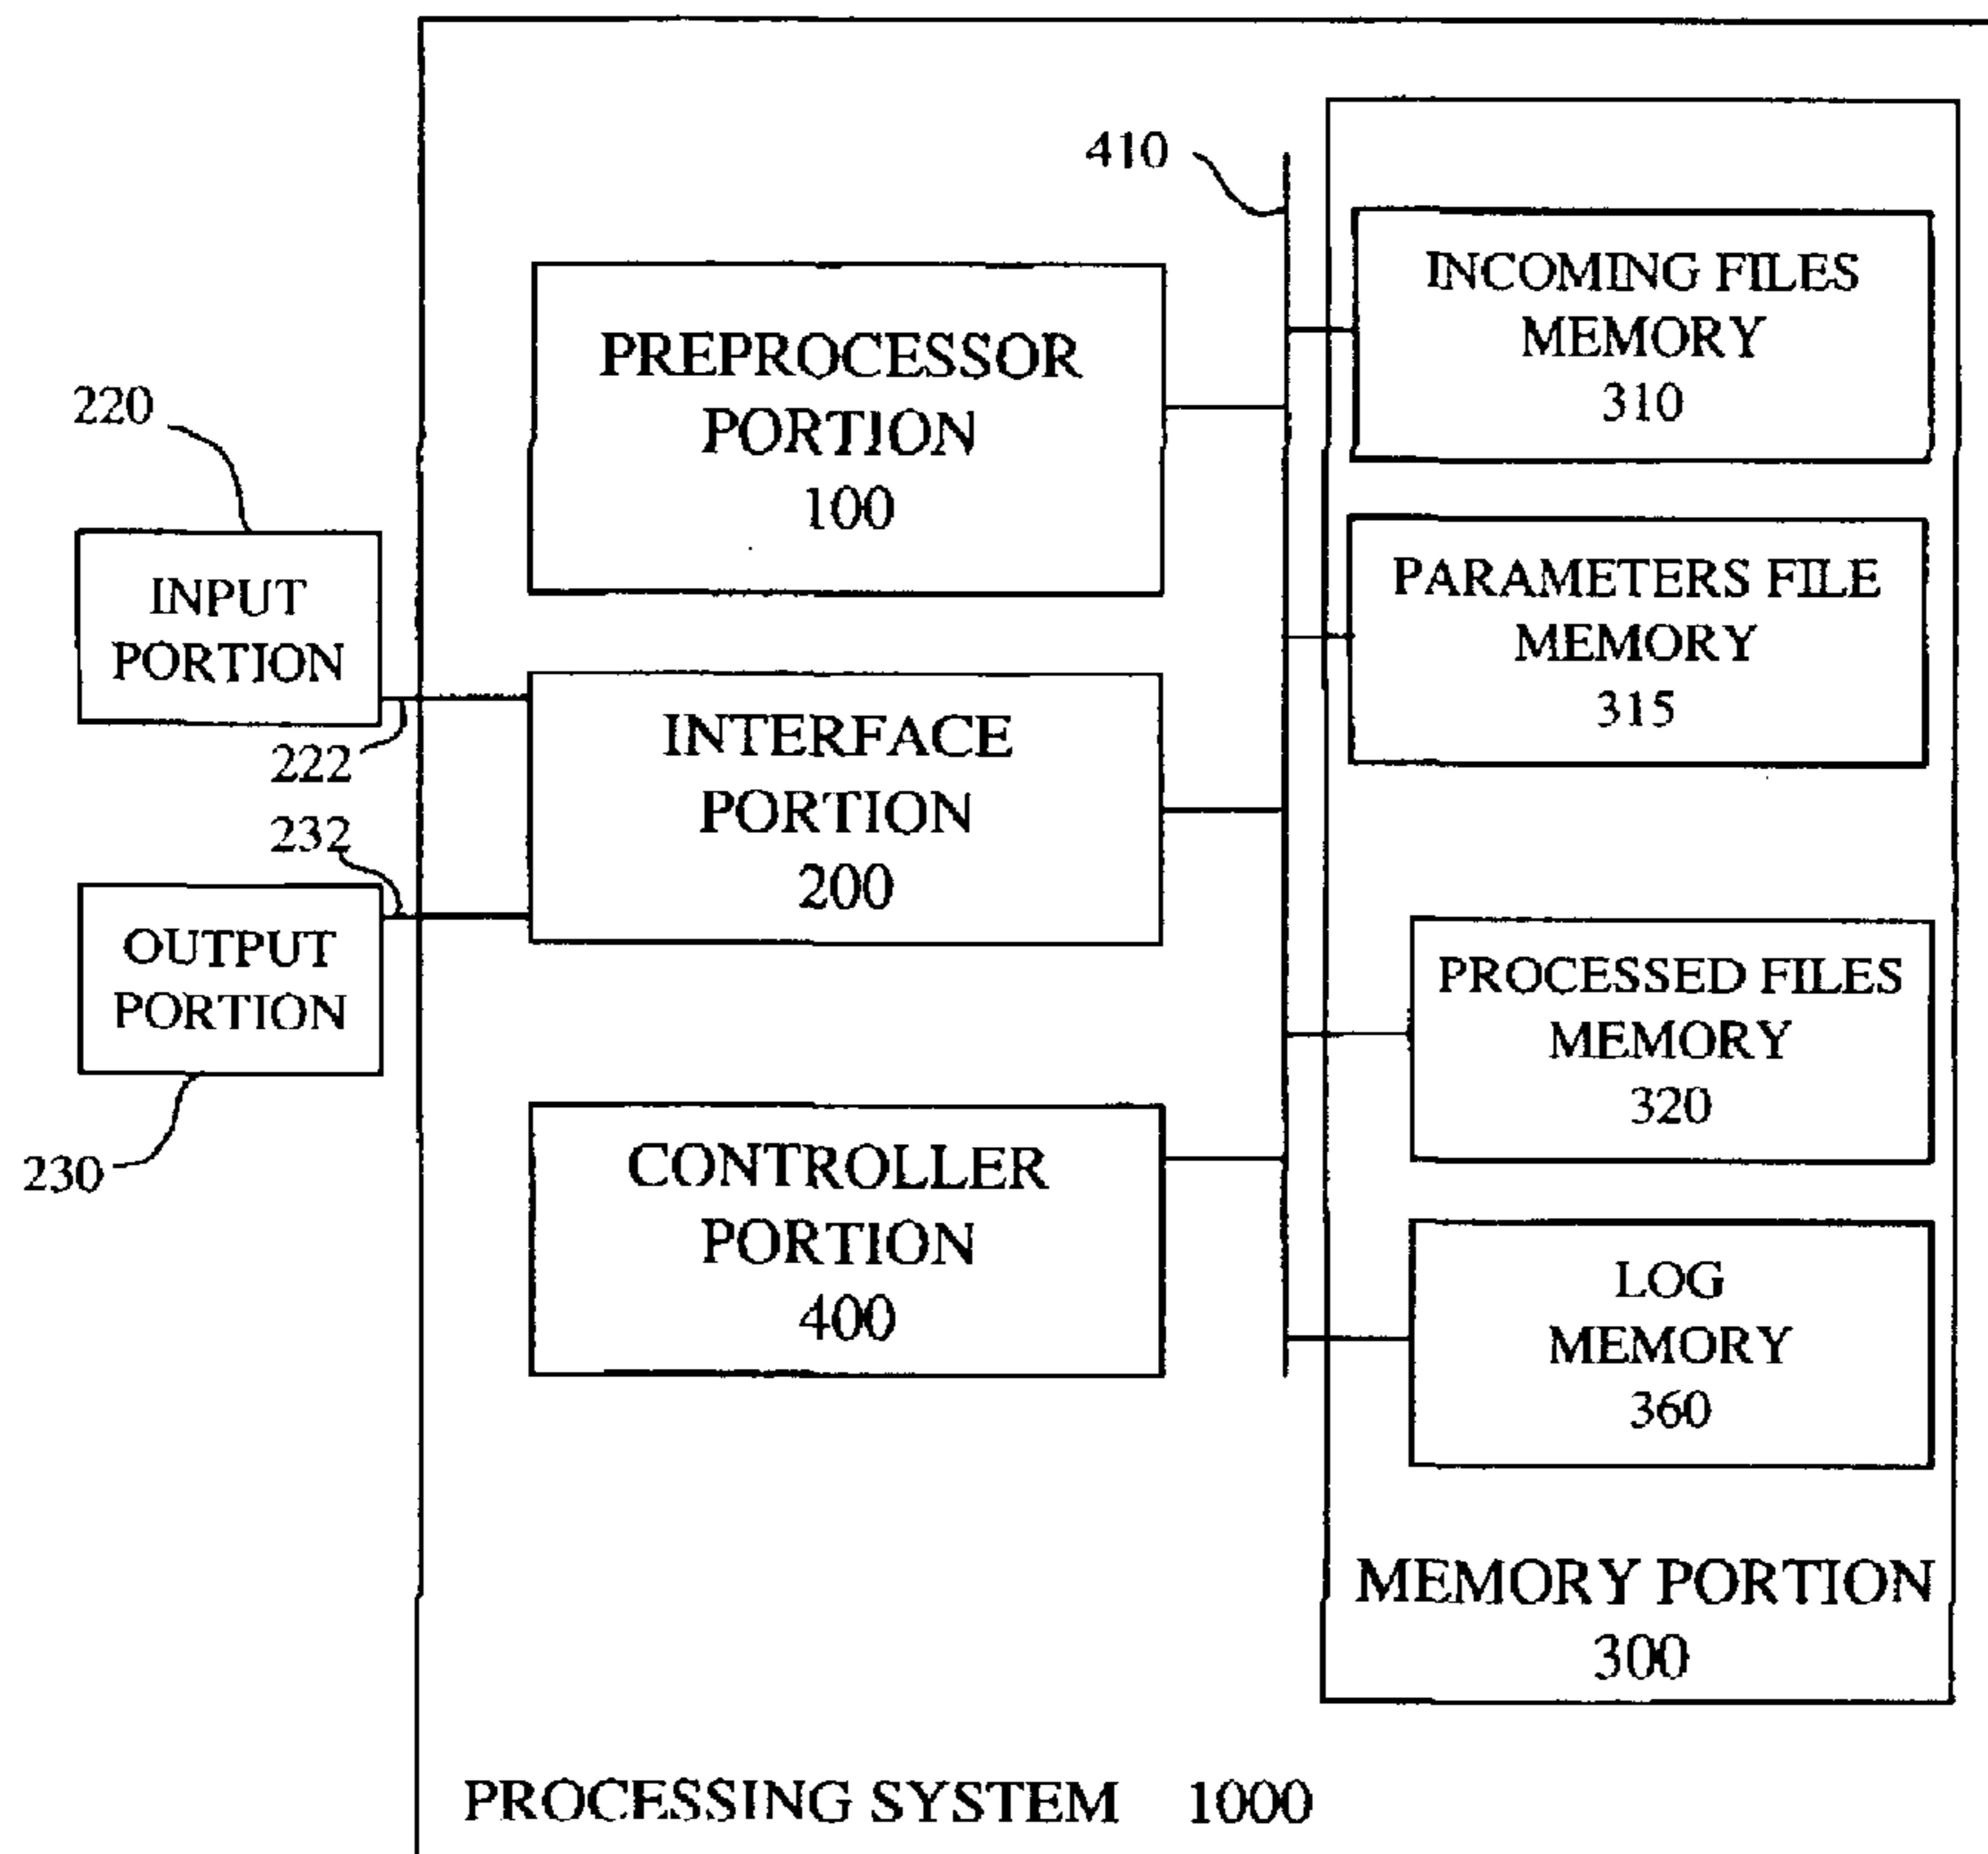 410
INCOMING FILES
MEMORY
310
PREPROCESSOR
PORTION
100
220
INPUT
PORTION
222
PARAMETERS FILE
MEMORY
315
INTERFACE
PORTION
200
232
OUTPUT
PORTION
230
PROCESSED FILES
MEMORY
320
CONTROLLER
PORTION
400
LOG
MEMORY
360
MEMORY PORTION
300
PROCESSING SYSTEM 1000